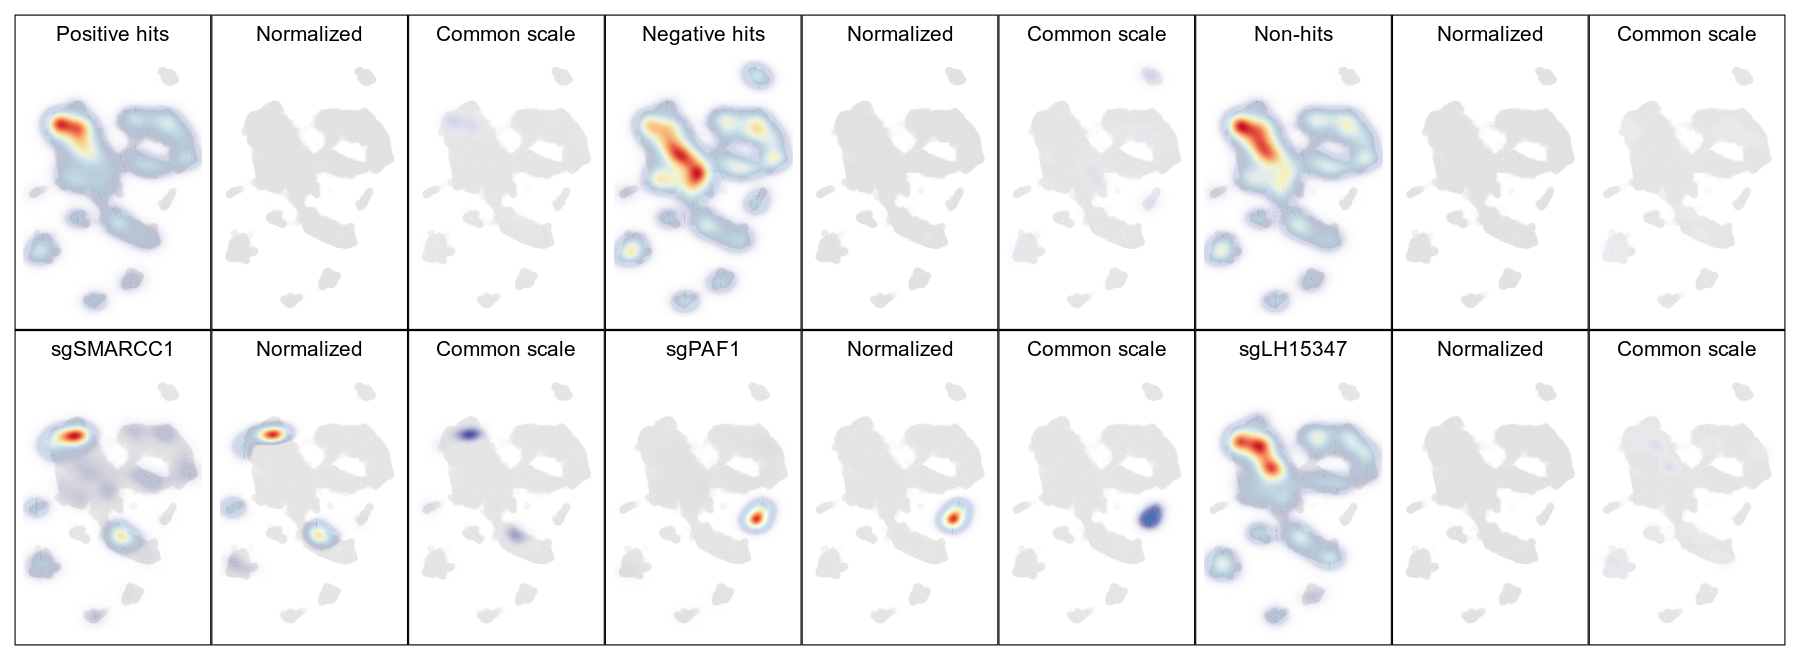 Positive hits
Normalized
Common scale
Negative hits
Normalized
Common scale
Non-hits
Normalized
Common scale
sgSMARCC1
Normalized
Common scale
sgPAF1
Normalized
Common scale
sgLH15347
Normalized
Common scale